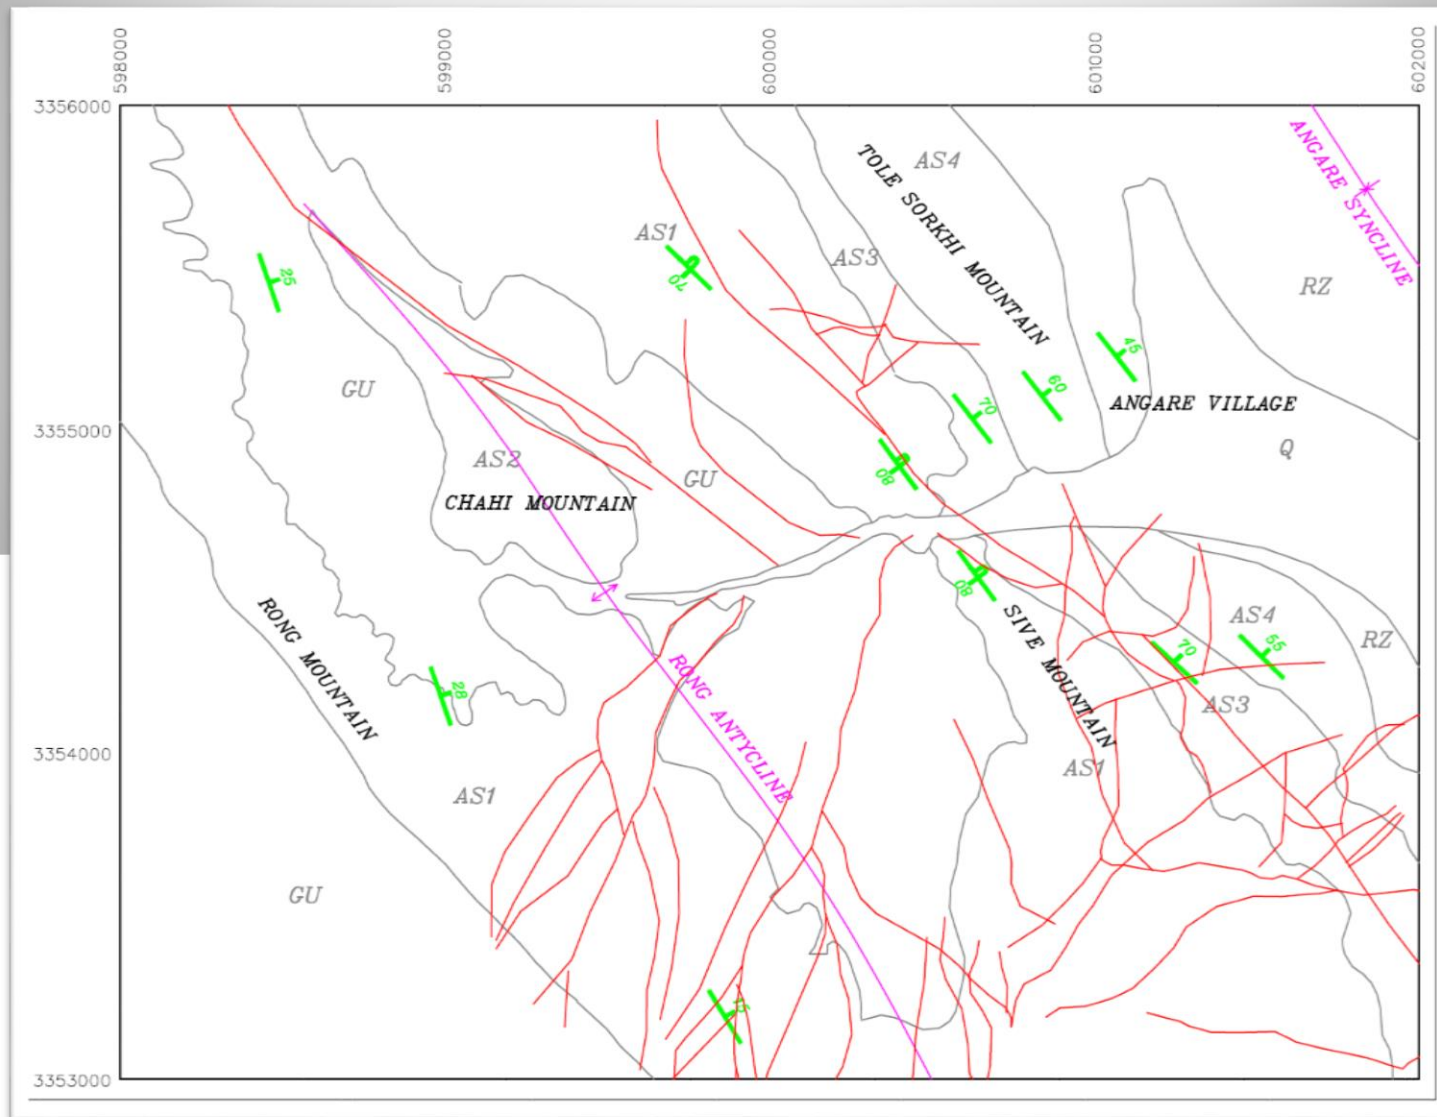 598000
599000
600000
601000
602000
3356000
3355000
3354000
3353000
ANGARE SYNCLINE
TOLE SORKHI MOUNTAIN
AS4
AS1
AS3
RZ
25
70
45
60
70
GU
ANGARE VILLAGE
Q
AS2
GU
80
CHAHI MOUNTAIN
80
RONG MOUNTAIN
SIVE MOUNTAIN
AS4
RZ
70
55
28
RONG ANTYCLINE
AS3
AS1
AS1
GU
15